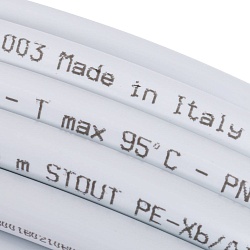 003 Made in Italy
- T max 95°C - PN
m STOUT PE-Xb/A